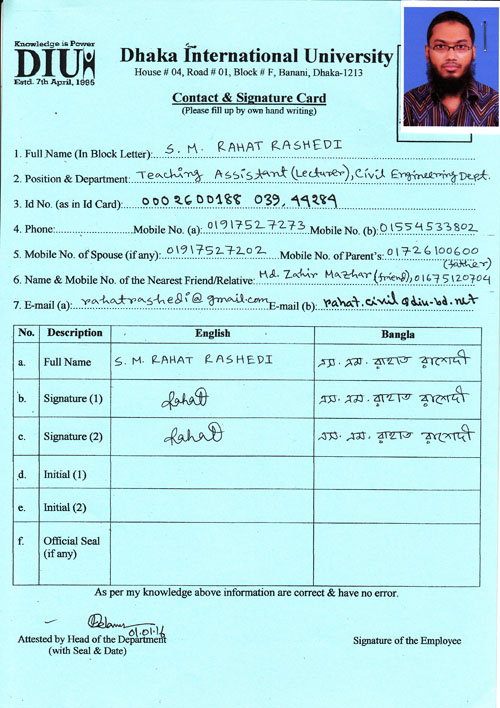 Knowledge is Power
DIU
Estd. 7th April, 1995
Dhaka International University
House # 04, Road # 01, Block # F, Banani, Dhaka-1213
Contact & Signature Card
(Please fill up by own hand writing)
1. Full Name (In Block Letter): S. M. RAHAT RASHEDI
2. Position & Department: Teaching Assistant (Lecturer), Civil Engineering Dept.
3. Id No. (as in Id Card): 0002600188 039, 44284
4. Phone: Mobile No. (a): 01917527273 Mobile No. (b): 01554533802
5. Mobile No. of Spouse (if any): 01917527202 Mobile No. of Parent's: 01726100600 (father)
6. Name & Mobile No. of the Nearest Friend/Relative: Md. Zahir Mazhar (friend), 01675120704
7. E-mail (a): rahatrashedi@gmail.com E-mail (b): rahat.civil@diu-bd.net
No. Description English Bangla
a. Full Name S. M. RAHAT RASHEDI এস. এম. রাহাত রাশেদী
b. Signature (1) Rahat এস. এম. রাহাত রাশেদী
c. Signature (2) Rahat এস. এম. রাহাত রাশেদী
d. Initial (1)
e. Initial (2)
f. Official Seal (if any)
As per my knowledge above information are correct & have no error.
01.01.16
Attested by Head of the Department Signature of the Employee
(with Seal & Date)